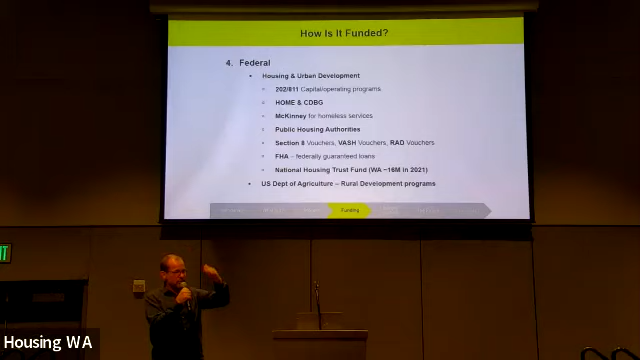 How Is It Funded?
4. Federal
• Housing & Urban Development
202/811 Capital/operating programs
HOME & CDBG
McKinney for homeless services
Public Housing Authorities
Section 8 Vouchers, VASH Vouchers, RAD Vouchers
FHA – federally guaranteed loans
National Housing Trust Fund (WA ~16M in 2021)
• US Dept of Agriculture – Rural Development programs
Funding
IT
Housing WA